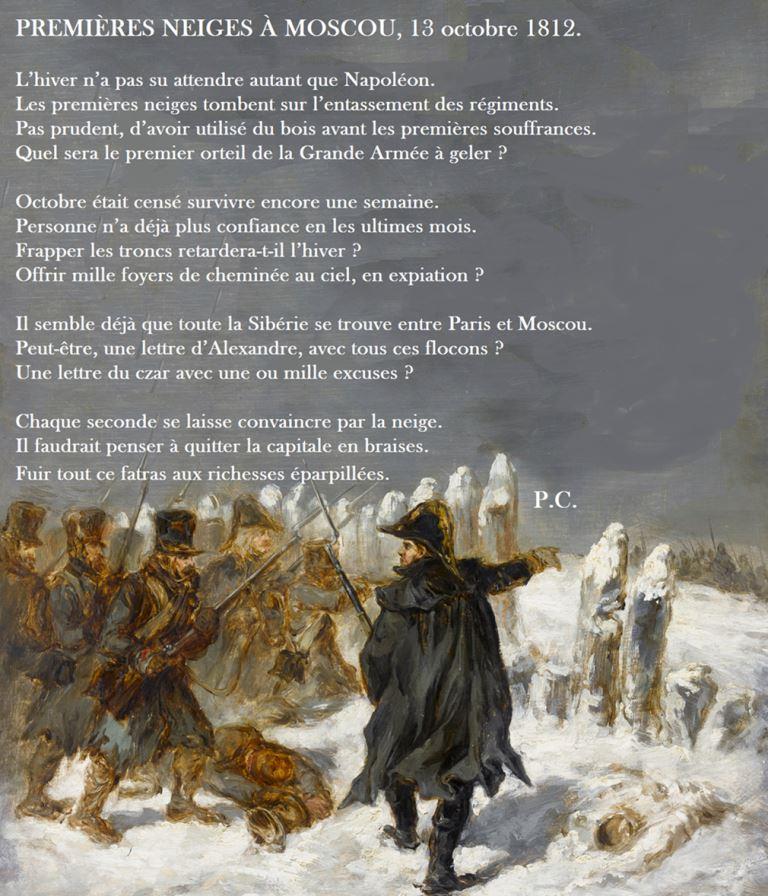 PREMIÈRES NEIGES À MOSCOU, 13 octobre 1812.
L’hiver n’a pas su attendre autant que Napoléon.
Les premières neiges tombent sur l’entassement des régiments.
Pas prudent, d’avoir utilisé du bois avant les premières souffrances.
Quel sera le premier orteil de la Grande Armée à geler ?
Octobre était censé survivre encore une semaine.
Personne n’a déjà plus confiance en les ultimes mois.
Frapper les troncs retardera-t-il l’hiver ?
Offrir mille foyers de cheminée au ciel, en expiation ?
Il semble déjà que toute la Sibérie se trouve entre Paris et Moscou.
Peut-être, une lettre d’Alexandre, avec tous ces flocons ?
Une lettre du czar avec une ou mille excuses ?
Chaque seconde se laisse convaincre par la neige.
Il faudrait penser à quitter la capitale en braises.
Fuir tout ce fatras aux richesses éparpillées.
P.C.